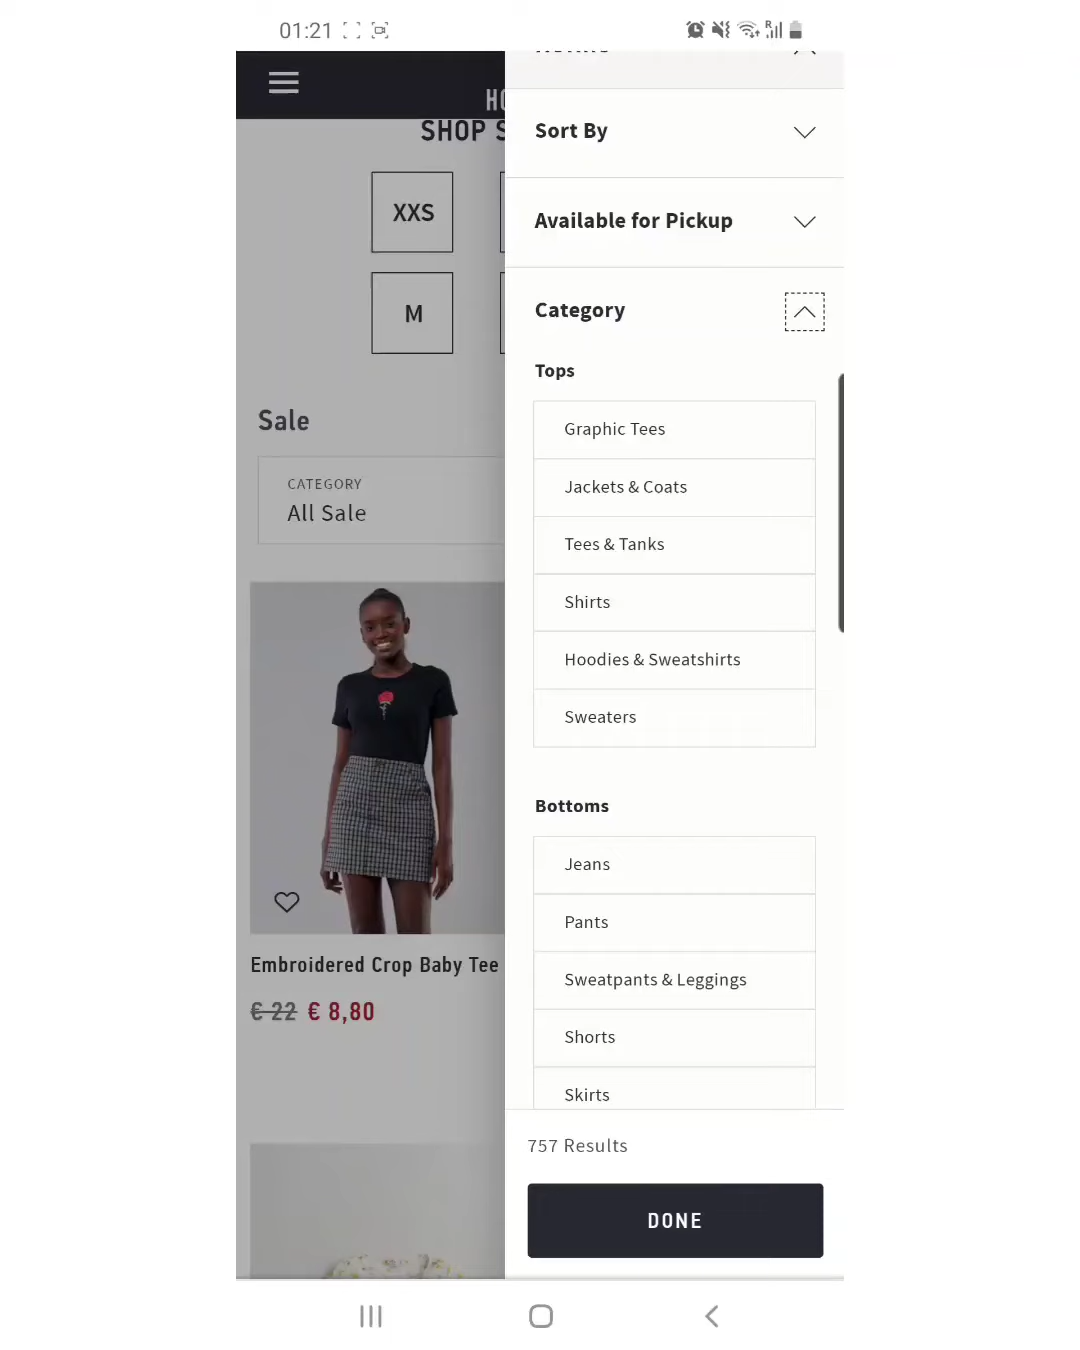 01:21
HO
SHOP S
XXS
M
Sale
CATEGORY
All Sale
Embroidered Crop Baby Tee
€ 22 € 8,80
Sort By
Available for Pickup
Category
Tops
Graphic Tees
Jackets & Coats
Tees & Tanks
Shirts
Hoodies & Sweatshirts
Sweaters
Bottoms
Jeans
Pants
Sweatpants & Leggings
Shorts
Skirts
757 Results
DONE